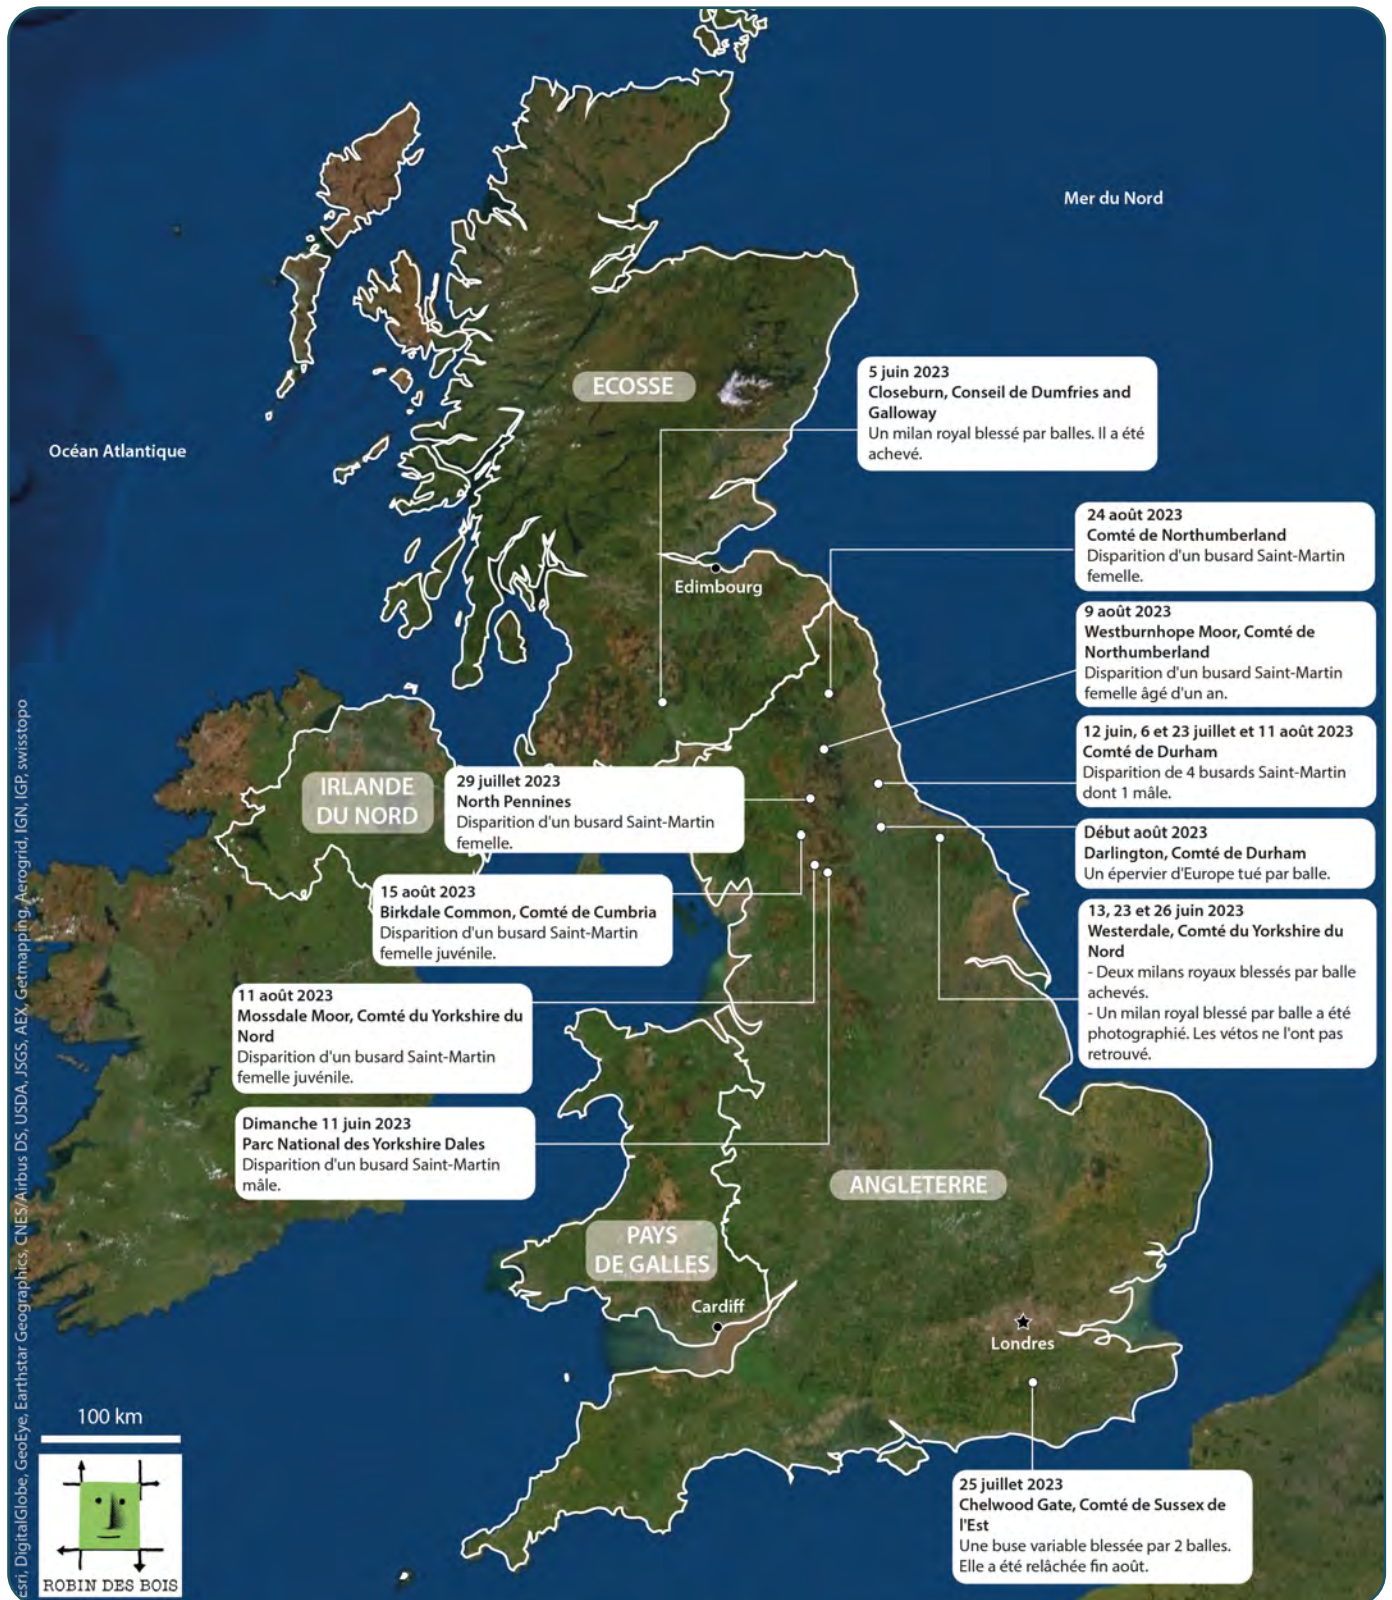 Mer du Nord
ECOSSE
5 juin 2023
Closeburn, Conseil de Dumfries and
Galloway
Un milan royal blessé par balles. Il a été
achevé.
Océan Atlantique
24 août 2023
Comté de Northumberland
Disparition d'un busard Saint-Martin
femelle.
Edimbourg
9 août 2023
Westburnhope Moor, Comté de
Northumberland
Disparition d'un busard Saint-Martin
femelle âgé d'un an.
12 juin, 6 et 23 juillet et 11 août 2023
Comté de Durham
Disparition de 4 busards Saint-Martin
dont 1 mâle.
IRLANDE
DU NORD
29 juillet 2023
North Pennines
Disparition d'un busard Saint-Martin
femelle.
Début août 2023
Darlington, Comté de Durham
Un épervier d'Europe tué par balle.
15 août 2023
Birkdale Common, Comté de Cumbria
Disparition d'un busard Saint-Martin
femelle juvénile.
13, 23 et 26 juin 2023
Westerdale, Comté du Yorkshire du
Nord
- Deux milans royaux blessés par balle
achevés.
- Un milan royal blessé par balle a été
photographié. Les vétos ne l'ont pas
retrouvé.
11 août 2023
Mossdale Moor, Comté du Yorkshire du
Nord
Disparition d'un busard Saint-Martin
femelle juvénile.
Dimanche 11 juin 2023
Parc National des Yorkshire Dales
Disparition d'un busard Saint-Martin
mâle.
ANGLETERRE
PAYS
DE GALLES
Cardiff
Londres
100 km
25 juillet 2023
Chelwood Gate, Comté de Sussex de
l'Est
Une buse variable blessée par 2 balles.
Elle a été relâchée fin août.
ROBIN DES BOIS
Esri, DigitalGlobe, GeoEye, Earthstar Geographics, CNES/Airbus DS, USDA, JSGS, AEX, Getmapping, Aerogrid, IGN, IGP, swisstopo